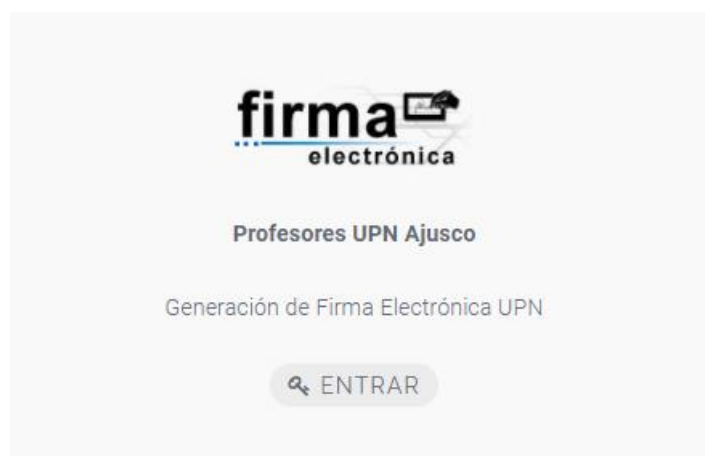 firma
electrónica
Profesores UPN Ajusco
Generación de Firma Electrónica UPN
ENTRAR